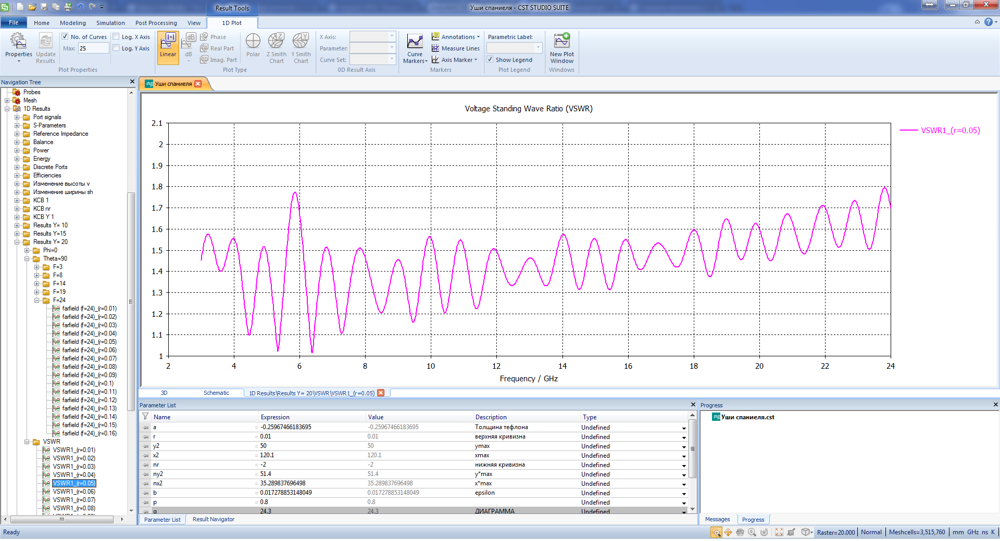 Result Tools
Уши спаниеля - CST STUDIO SUITE
File
Home
Modeling
Simulation
Post Processing
View
1D Plot
Properties
Update Results
No. of Curves
Max: 25
Log. X Axis
Log. Y Axis
Plot Properties
Linear
dB
dB
Phase
Real Part
Imag. Part
Polar
Z Smith Chart
Y Smith Chart
Plot Type
X Axis:
Parameter:
Curve Set:
0D Result Axis
Curve Markers
Annotations
Measure Lines
Axis Marker
Markers
Parametric Label:
Show Legend
Plot Legend
New Plot Window
Windows
Navigation Tree
Probes
Mesh
1D Results
Port signals
S-Parameters
Reference Impedance
Balance
Power
Energy
Discrete Ports
Efficiencies
Изменение высоты v
Изменение ширины sh
КСВ 1
КСВ nr
КСВ Y 1
Results Y= 10
Results Y=15
Results Y= 20
Phi=0
Theta=90
F=3
F=8
F=14
F=19
F=24
farfield (f=24)_(r=0.01)
farfield (f=24)_(r=0.02)
farfield (f=24)_(r=0.03)
farfield (f=24)_(r=0.04)
farfield (f=24)_(r=0.05)
farfield (f=24)_(r=0.06)
farfield (f=24)_(r=0.07)
farfield (f=24)_(r=0.08)
farfield (f=24)_(r=0.09)
farfield (f=24)_(r=0.1)
farfield (f=24)_(r=0.11)
farfield (f=24)_(r=0.12)
farfield (f=24)_(r=0.13)
farfield (f=24)_(r=0.14)
farfield (f=24)_(r=0.15)
farfield (f=24)_(r=0.16)
VSWR
VSWR1_(r=0.01)
VSWR1_(r=0.02)
VSWR1_(r=0.03)
VSWR1_(r=0.04)
VSWR1_(r=0.05)
VSWR1_(r=0.06)
VSWR1_(r=0.07)
VSWR1_(r=0.08)
Уши спаниеля
Voltage Standing Wave Ratio (VSWR)
VSWR1_(r=0.05)
2.1
2
1.9
1.8
1.7
1.6
1.5
1.4
1.3
1.2
1.1
1
2 4 6 8 10 12 14 16 18 20 22 24
Frequency / GHz
3D
Schematic
1D Results\Results Y= 20\VSWR\VSWR1_(r=0.05)
Parameter List
Name Expression Value Description Type
a = -0.25967466183695 -0.25967466183695 Толщина тефлона Undefined
r = 0.01 0.01 верхняя кривизна Undefined
y2 = 50 50 ymax Undefined
x2 = 120.1 120.1 xmax Undefined
nr = -2 -2 нижняя кривизна Undefined
ny2 = 51.4 51.4 y*max Undefined
nx2 = 35.289837696498 35.289837696498 x*max Undefined
b = 0.017278853148049 0.017278853148049 epsilon Undefined
p = 0.8 0.8 Undefined
24.3 24.3 ДИАГРАММА Undefined
Parameter List
Result Navigator
Progress
Уши спаниеля.cst
Messages
Progress
Ready
Raster=20.000
Normal
Meshcells=3,515,760
mm GHz ns K